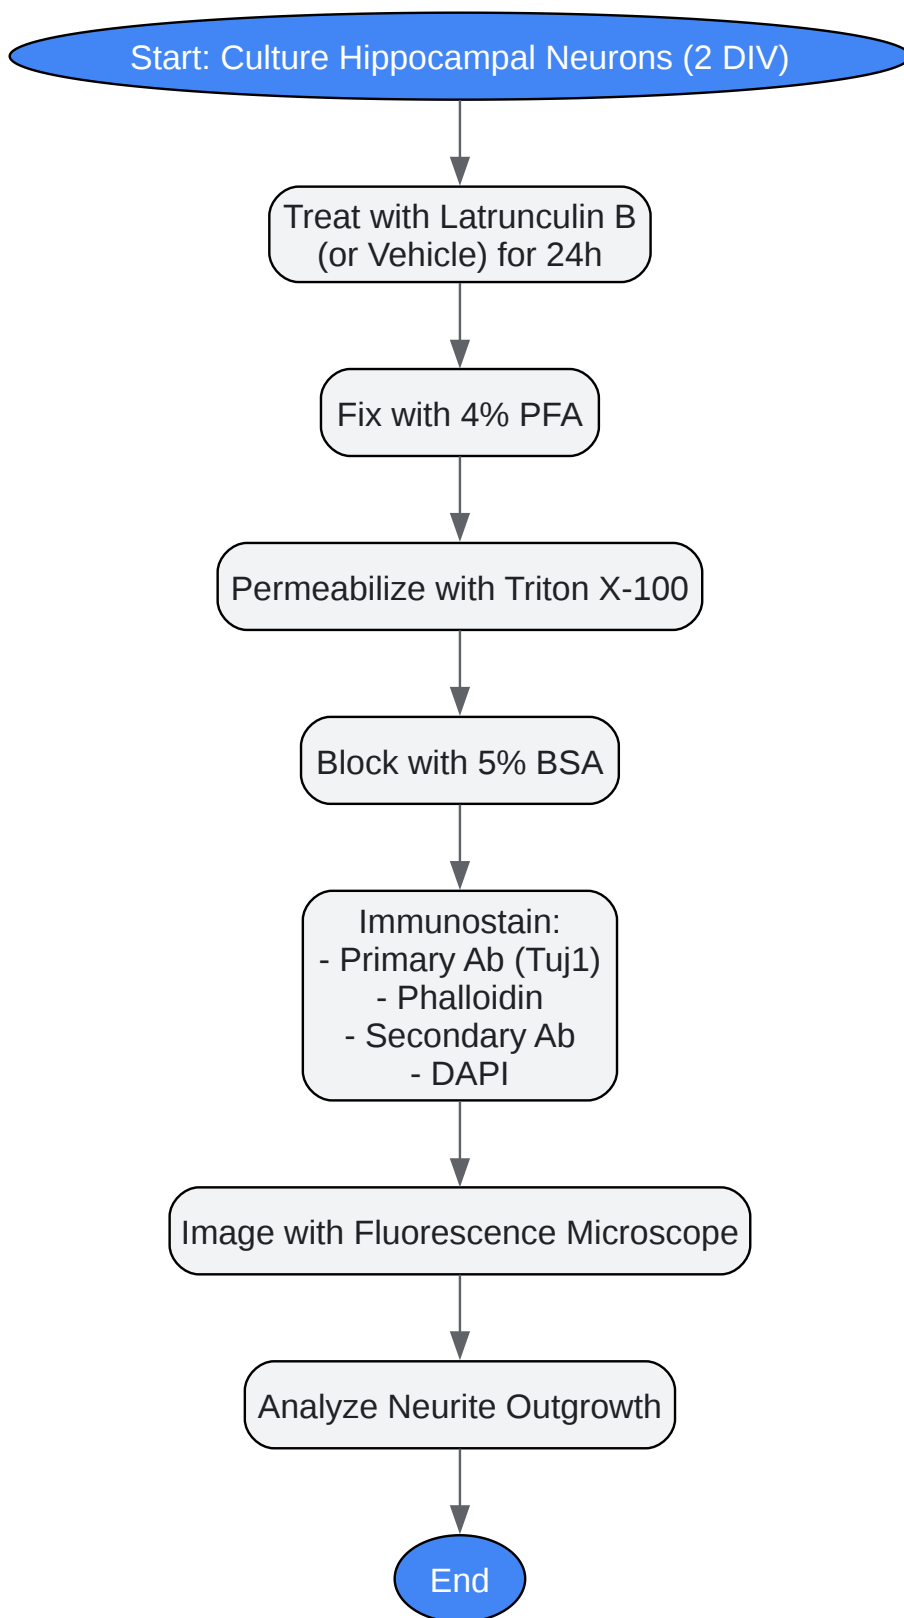 Start: Culture Hippocampal Neurons (2 DIV)
Treat with Latrunculin B
(or Vehicle) for 24h
Fix with 4% PFA
Permeabilize with Triton X-100
Block with 5% BSA
Immunostain:
- Primary Ab (Tuj1)
- Phalloidin
- Secondary Ab
- DAPI
Image with Fluorescence Microscope
Analyze Neurite Outgrowth
End